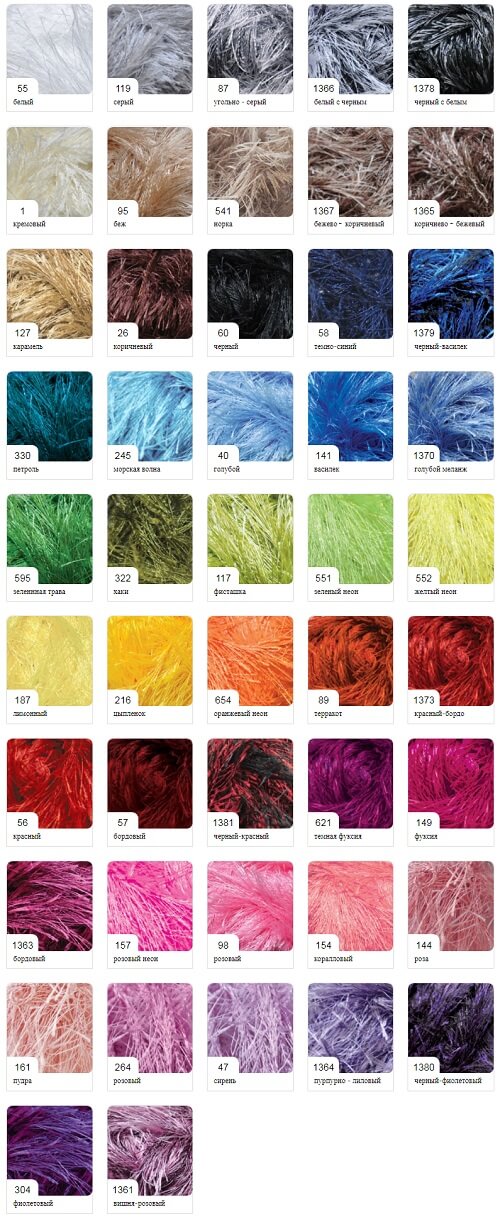 55
белый
119
серый
87
угольно - серый
1366
белый с черным
1378
черный с белым
1
кремовый
95
беж
541
норка
1367
бежево - коричневый
1365
коричнево - бежевый
127
карамель
26
коричневый
60
черный
58
темно-синий
1379
черный-василек
330
петроль
245
морская волна
40
голубой
141
василек
1370
голубой меланж
595
зеленная трава
322
хаки
117
фисташка
551
зеленый неон
552
желтый неон
187
лимонный
216
цыпленок
654
оранжевый неон
89
терракот
1373
красный-бордо
56
красный
57
бордовый
1381
черный-красный
621
темная фуксия
149
фуксия
1363
бордовый
157
розовый неон
98
розовый
154
коралловый
144
роза
161
пудра
264
розовый
47
сирень
1364
пурпурно - лиловый
1380
черный-фиолетовый
304
фиолетовый
1361
вишня-розовый